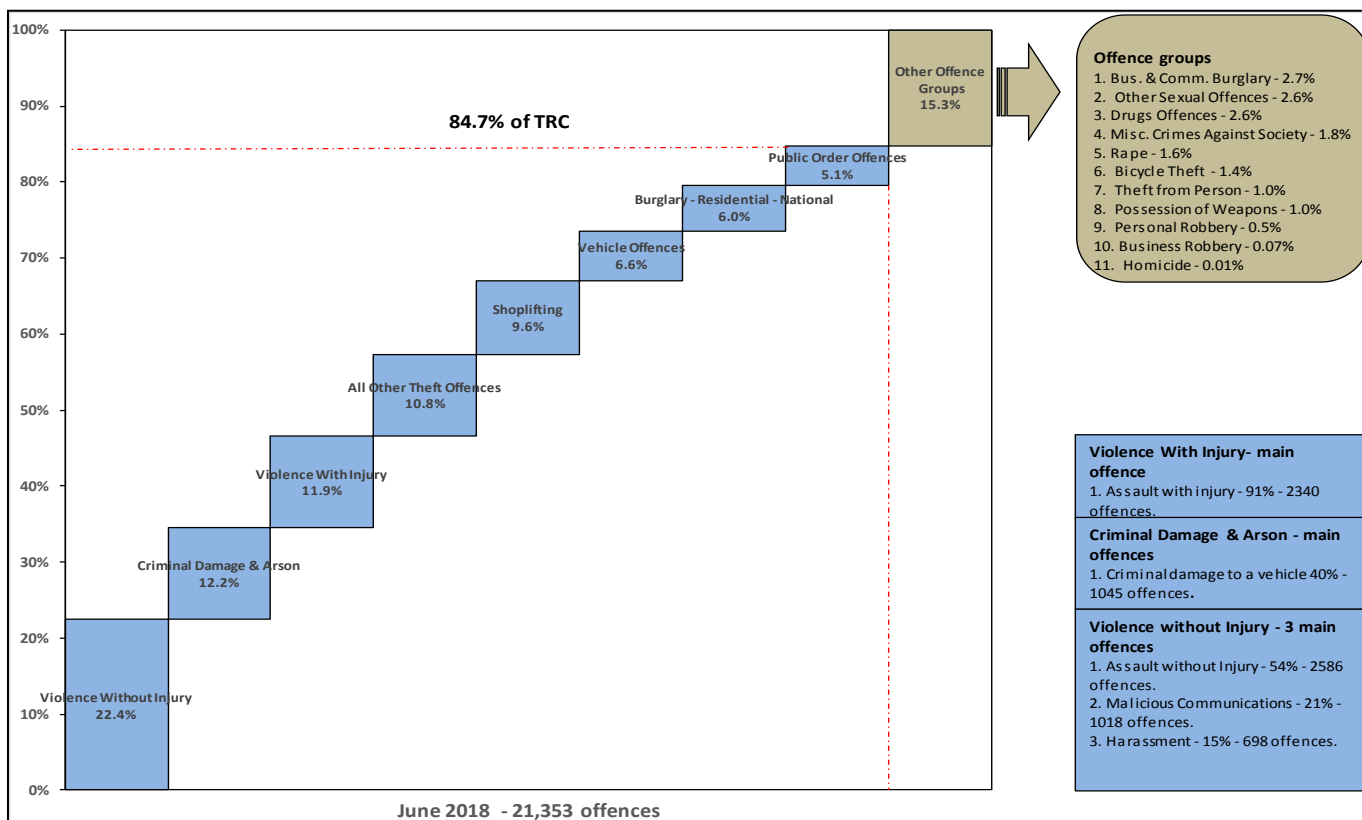 100%
90%
80%
70%
60%
50%
40%
30%
20%
10%
0%
84.7% of TRC
Other Offence
Groups
15.3%
Public Order Offences
5.1%
Burglary - Residential - National
6.0%
Vehicle Offences
6.6%
Shoplifting
9.6%
All Other Theft Offences
10.8%
Violence With Injury
11.9%
Criminal Damage & Arson
12.2%
Violence Without Injury
22.4%
June 2018 - 21,353 offences
Offence groups
1. Bus. & Comm. Burglary - 2.7%
2. Other Sexual Offences - 2.6%
3. Drugs Offences - 2.6%
4. Misc. Crimes Against Society - 1.8%
5. Rape - 1.6%
6. Bicycle Theft - 1.4%
7. Theft from Person - 1.0%
8. Possession of Weapons - 1.0%
9. Personal Robbery - 0.5%
10. Business Robbery - 0.07%
11. Homicide - 0.01%
Violence With Injury- main
offence
1. Assault with injury - 91% - 2340
offences.
Criminal Damage & Arson - main
offences
1. Criminal damage to a vehicle 40% -
1045 offences.
Violence without Injury - 3 main
offences
1. Assault without Injury - 54% - 2586
offences.
2. Malicious Communications - 21% -
1018 offences.
3. Harassment - 15% - 698 offences.